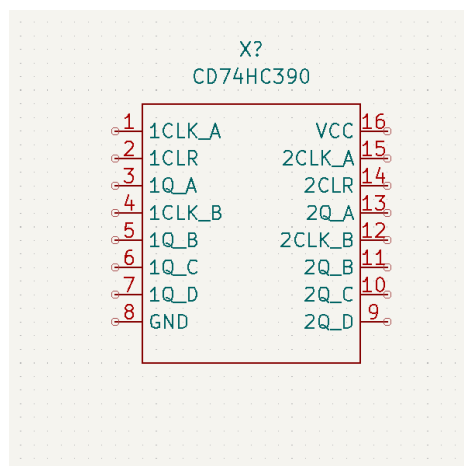 X?
CD74HC390
1 1CLK_A VCC 16
2 1CLR 2CLK_A 15
3 1Q_A 2CLR 14
4 1CLK_B 2Q_A 13
5 1Q_B 2CLK_B 12
6 1Q_C 2Q_B 11
7 1Q_D 2Q_C 10
8 GND 2Q_D 9